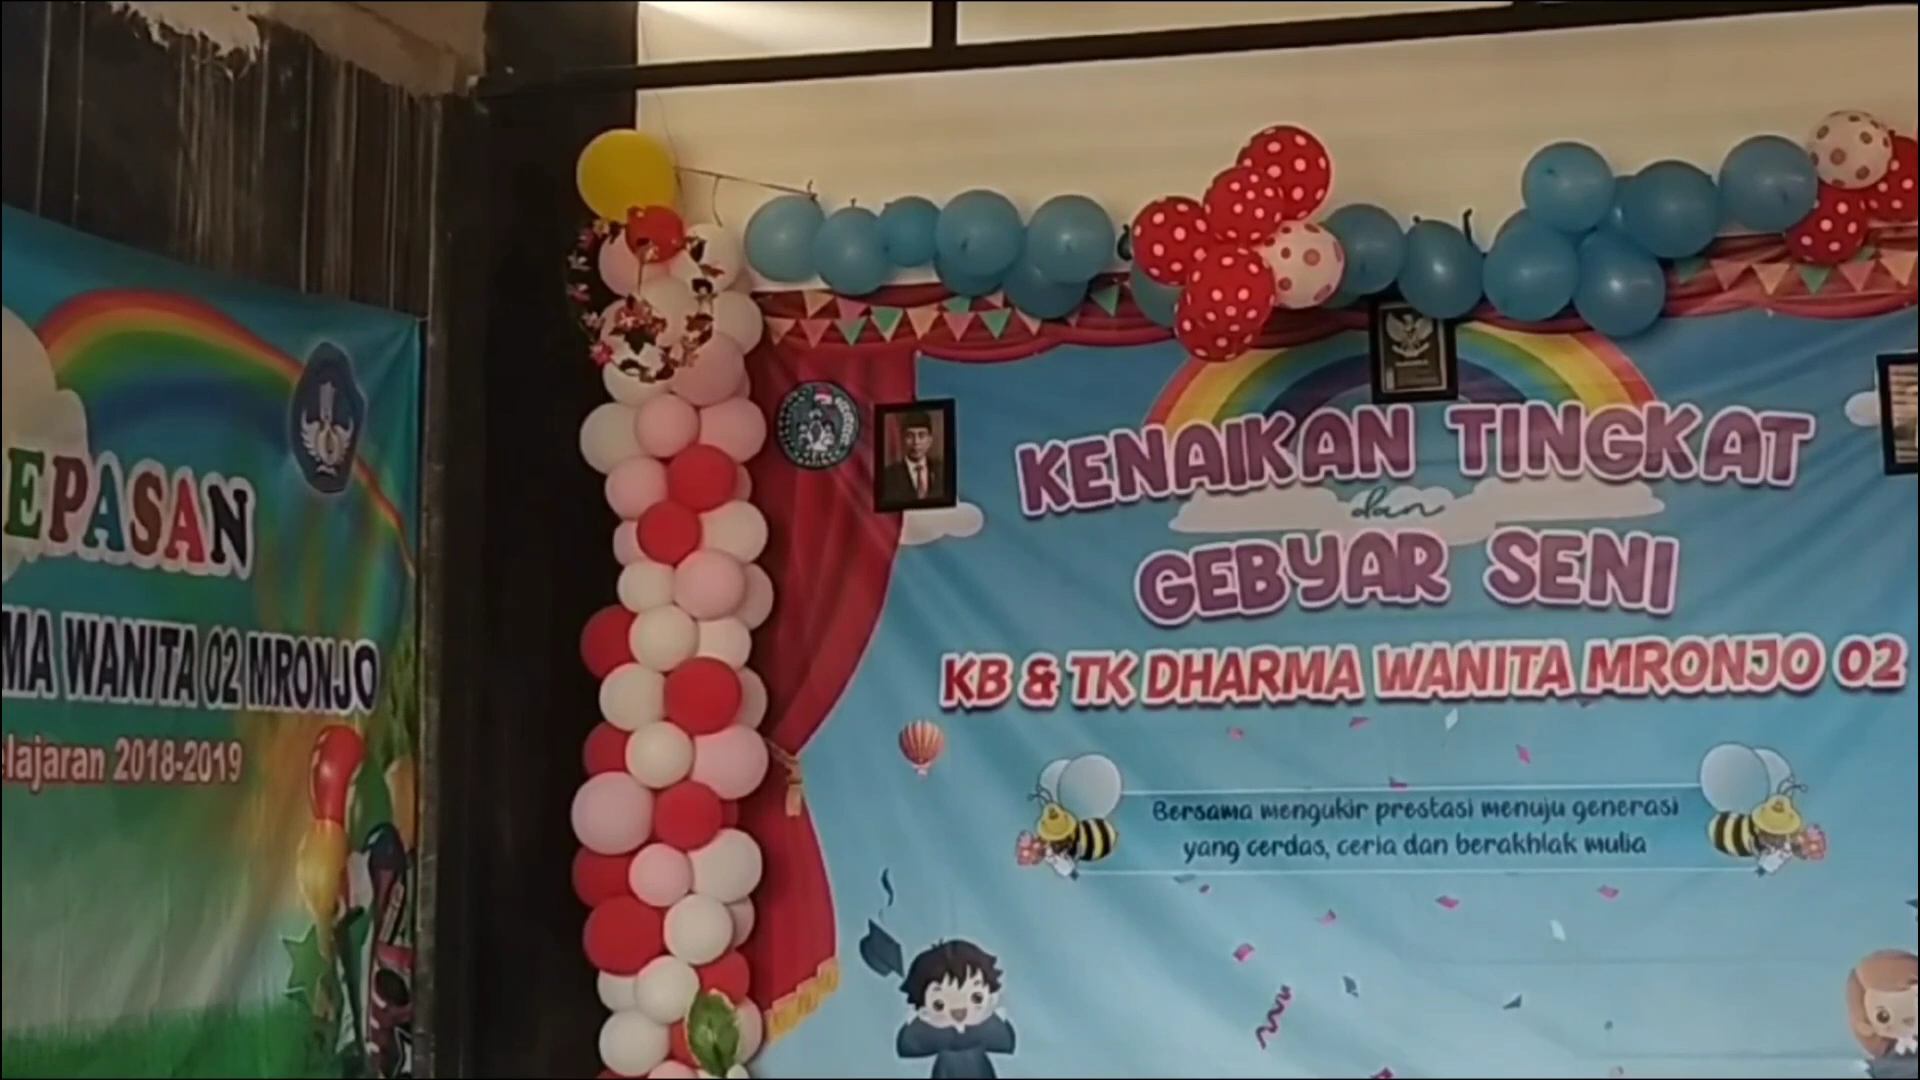 EPASAN
MA WANITA 02 MRONJO
elajaran 2018-2019
KENAIKAN TINGKAT
dan
GEBYAR SENI
KB & TK DHARMA WANITA MRONJO 02
Bersama mengukir prestasi menuju generasi
yang cerdas, ceria dan berakhlak mulia